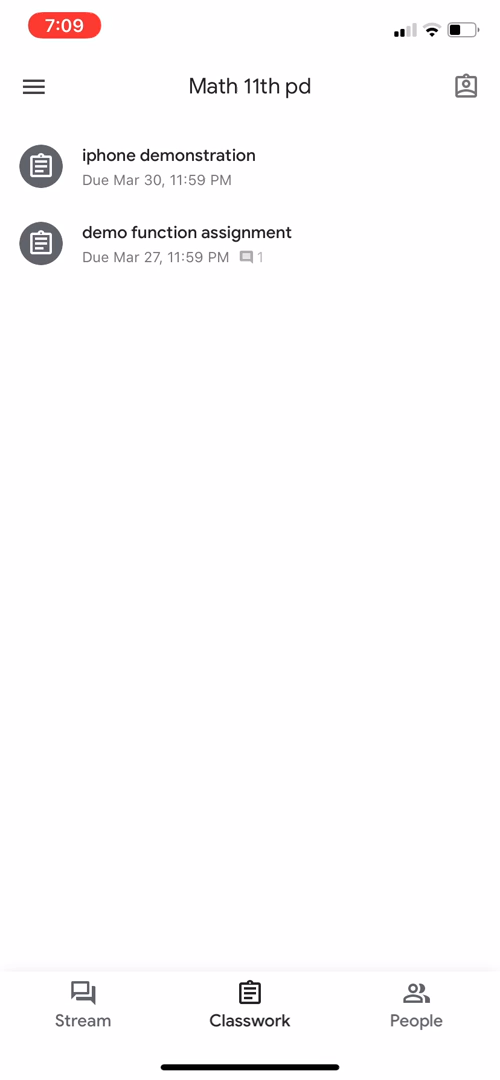 7:09
Math 11th pd
iphone demonstration
Due Mar 30, 11:59 PM
demo function assignment
Due Mar 27, 11:59 PM 1
Stream Classwork People